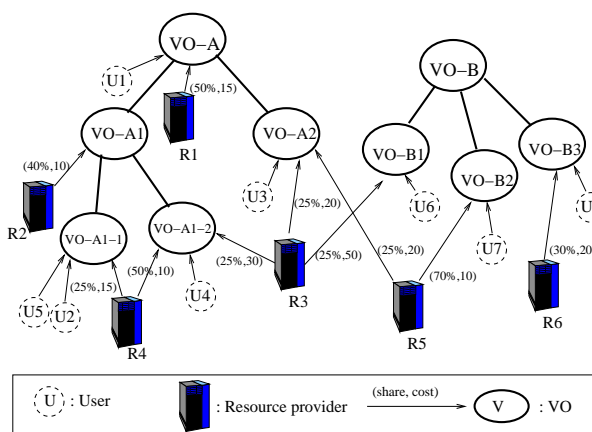 VO−A
U1
(50%,15)
VO−B
VO−A1
R1
VO−A2
VO−B1
VO−B2
VO−B3
(40%,10)
R2
U3
(25%,20)
U6
U
VO−A1−1
VO−A1−2
(25%,15)
(50%,10)
U4
(25%,30)
R3
(25%,50)
(25%,20)
(70%,10)
U7
(30%,20
U5
U2
R4
R5
R6
U : User
: Resource provider
(share, cost)
V : VO